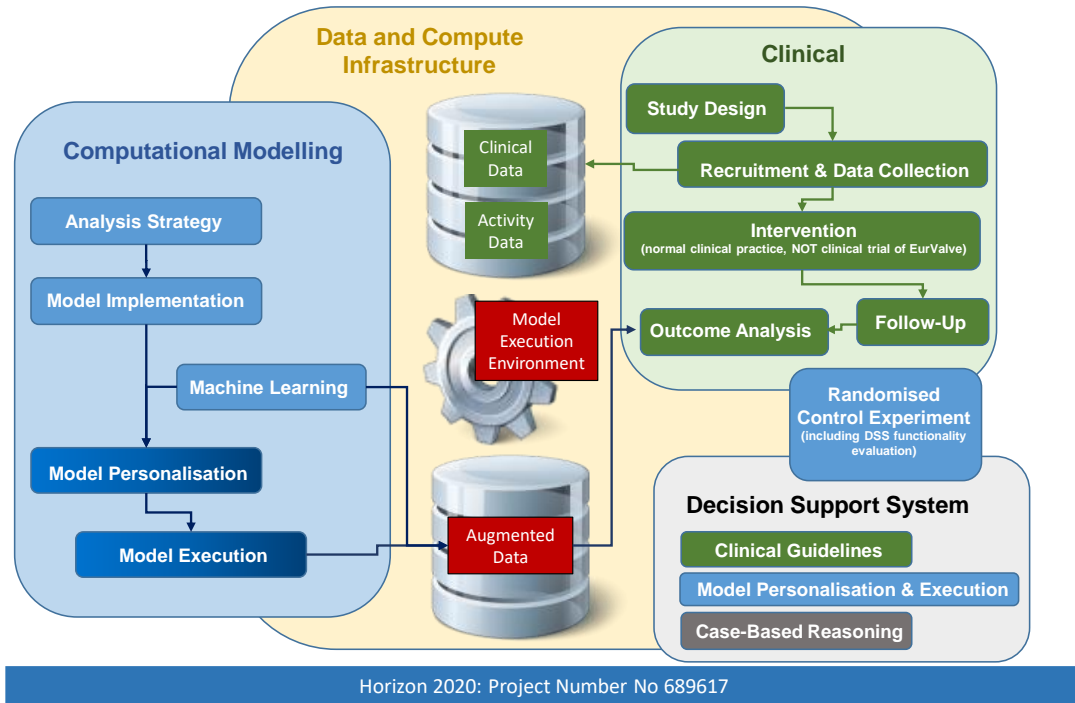 Data and Compute
Infrastructure
Clinical
Study Design
Recruitment & Data Collection
Intervention
(normal clinical practice, NOT clinical trial of EurValve)
Follow-Up
Outcome Analysis
Computational Modelling
Analysis Strategy
Model Implementation
Machine Learning
Model Personalisation
Model Execution
Clinical
Data
Activity
Data
Model
Execution
Environment
Augmented
Data
Randomised
Control Experiment
(including DSS functionality
evaluation)
Decision Support System
Clinical Guidelines
Model Personalisation & Execution
Case-Based Reasoning
Horizon 2020: Project Number No 689617